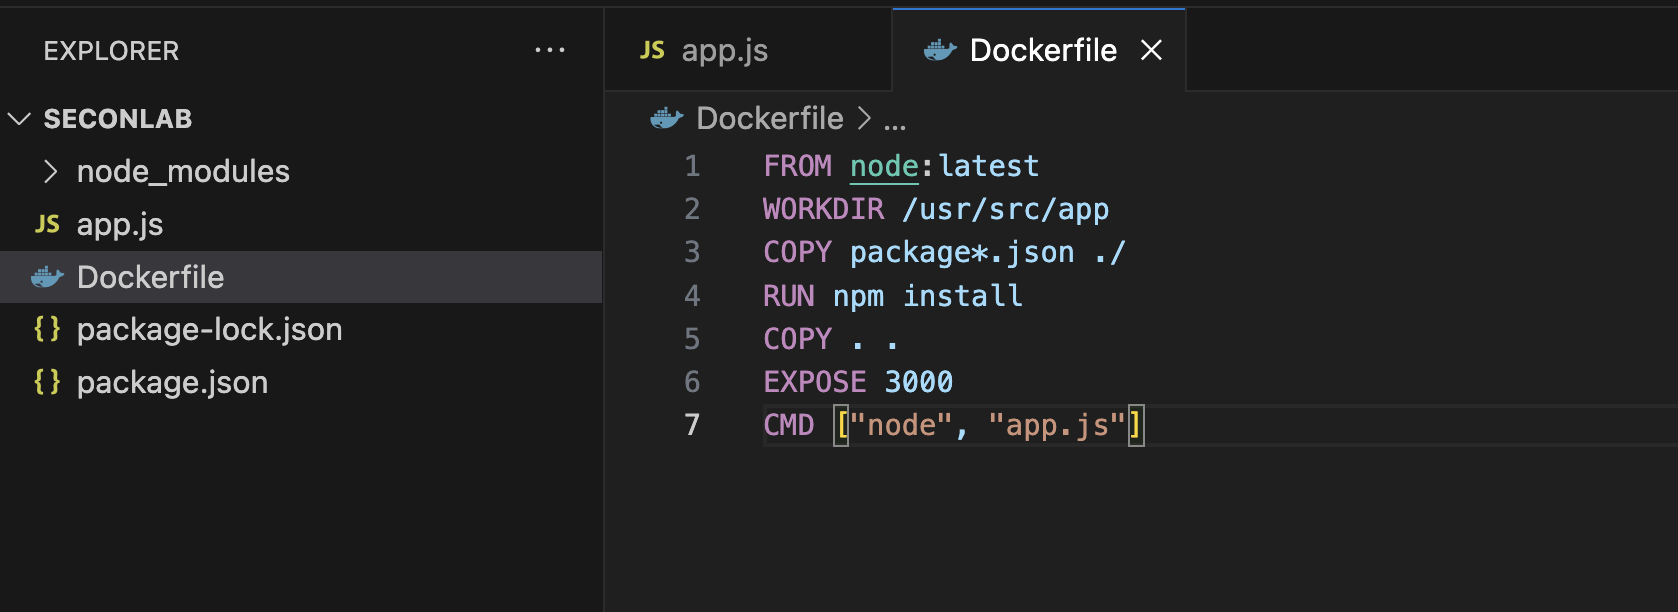 EXPLORER ...
SECONLAB
node_modules
JS app.js
Dockerfile
{} package-lock.json
{} package.json
JS app.js
Dockerfile
Dockerfile > ...
1 FROM node:latest
2 WORKDIR /usr/src/app
3 COPY package*.json ./
4 RUN npm install
5 COPY . .
6 EXPOSE 3000
7 CMD ["node", "app.js"]